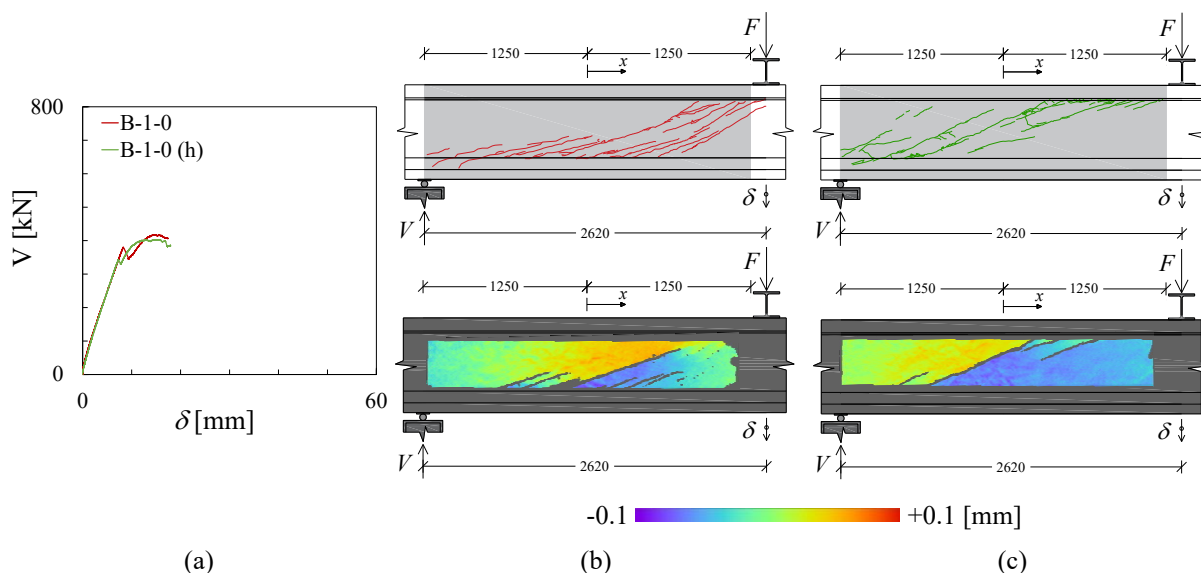 800
V [kN]
0
B-1-0
B-1-0 (h)
0
60
δ [mm]
F
1250
1250
x
V
δ
2620
F
1250
1250
x
V
δ
2620
F
1250
1250
x
V
δ
2620
F
1250
1250
x
V
δ
2620
-0.1
+0.1 [mm]
(a)
(b)
(c)